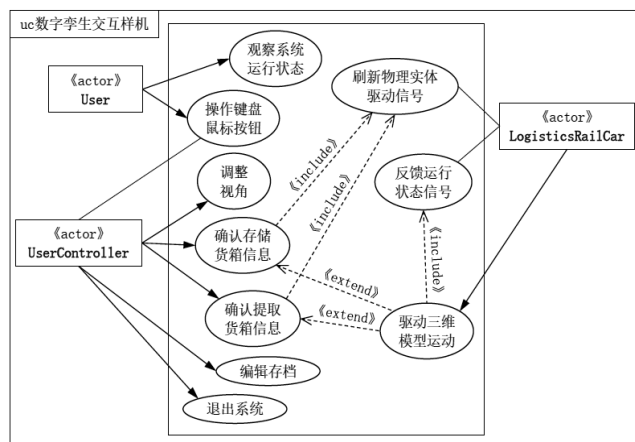 uc数字孪生交互样机
《actor》
User
观察系统
运行状态
操作键盘
鼠标按钮
刷新物理实体
驱动信号
《actor》
LogisticsRailCar
调整
视角
反馈运行
状态信号
《include》
《include》
《include》
《actor》
UserController
确认存储
货箱信息
《extend》
《extend》
确认提取
货箱信息
驱动三维
模型运动
编辑存档
退出系统